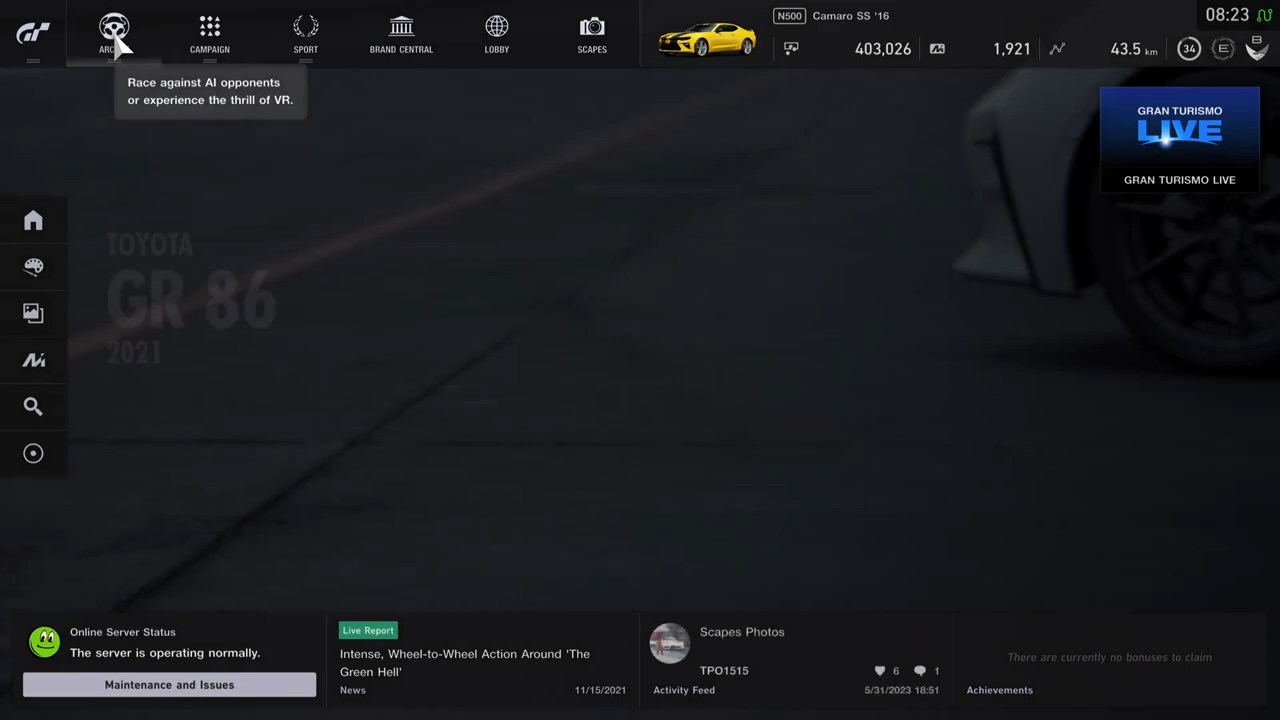 ARC
CAMPAIGN
SPORT
BRAND CENTRAL
LOBBY
SCAPES
N500 Camaro SS '16
403,026
1,921
43.5 km
34
E
B
08:23
Race against AI opponents
or experience the thrill of VR.
GRAN TURISMO
LIVE
GRAN TURISMO LIVE
TOYOTA
GR 86
2021
Online Server Status
The server is operating normally.
Maintenance and Issues
Live Report
Intense, Wheel-to-Wheel Action Around 'The
Green Hell'
News 11/15/2021
Scapes Photos
TPO1515 6 1
Activity Feed 5/31/2023 18:51
There are currently no bonuses to claim
Achievements